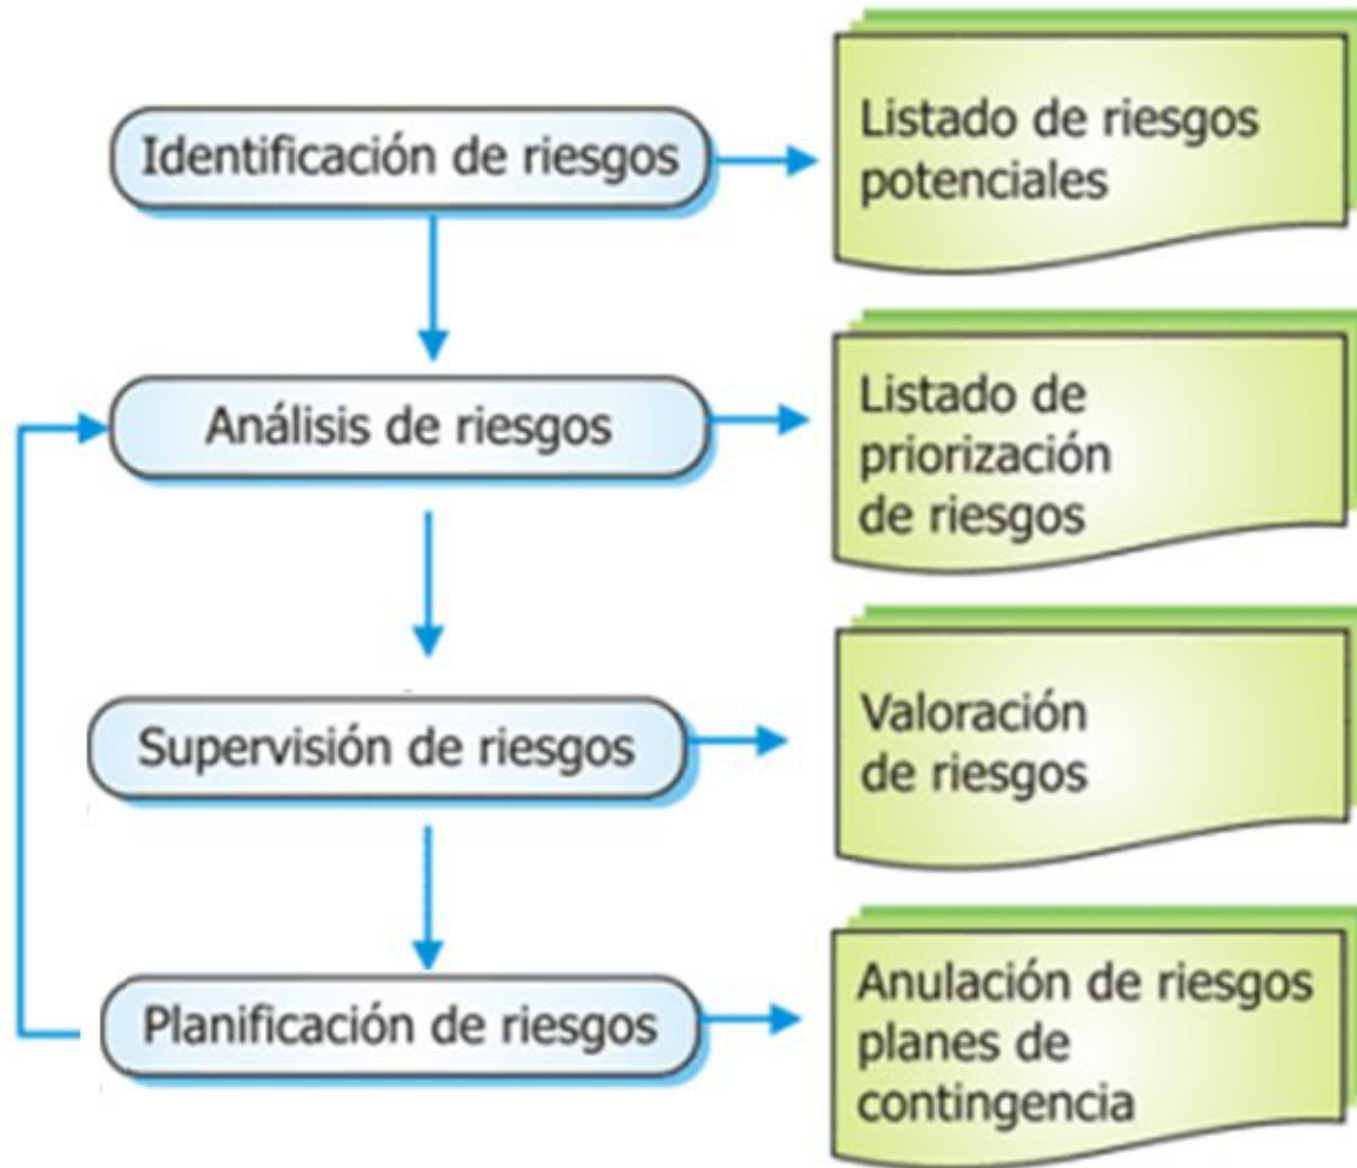 Identificación de riesgos
Listado de riesgos
potenciales
Análisis de riesgos
Listado de
priorización
de riesgos
Supervisión de riesgos
Valoración
de riesgos
Planificación de riesgos
Anulación de riesgos
planes de
contingencia